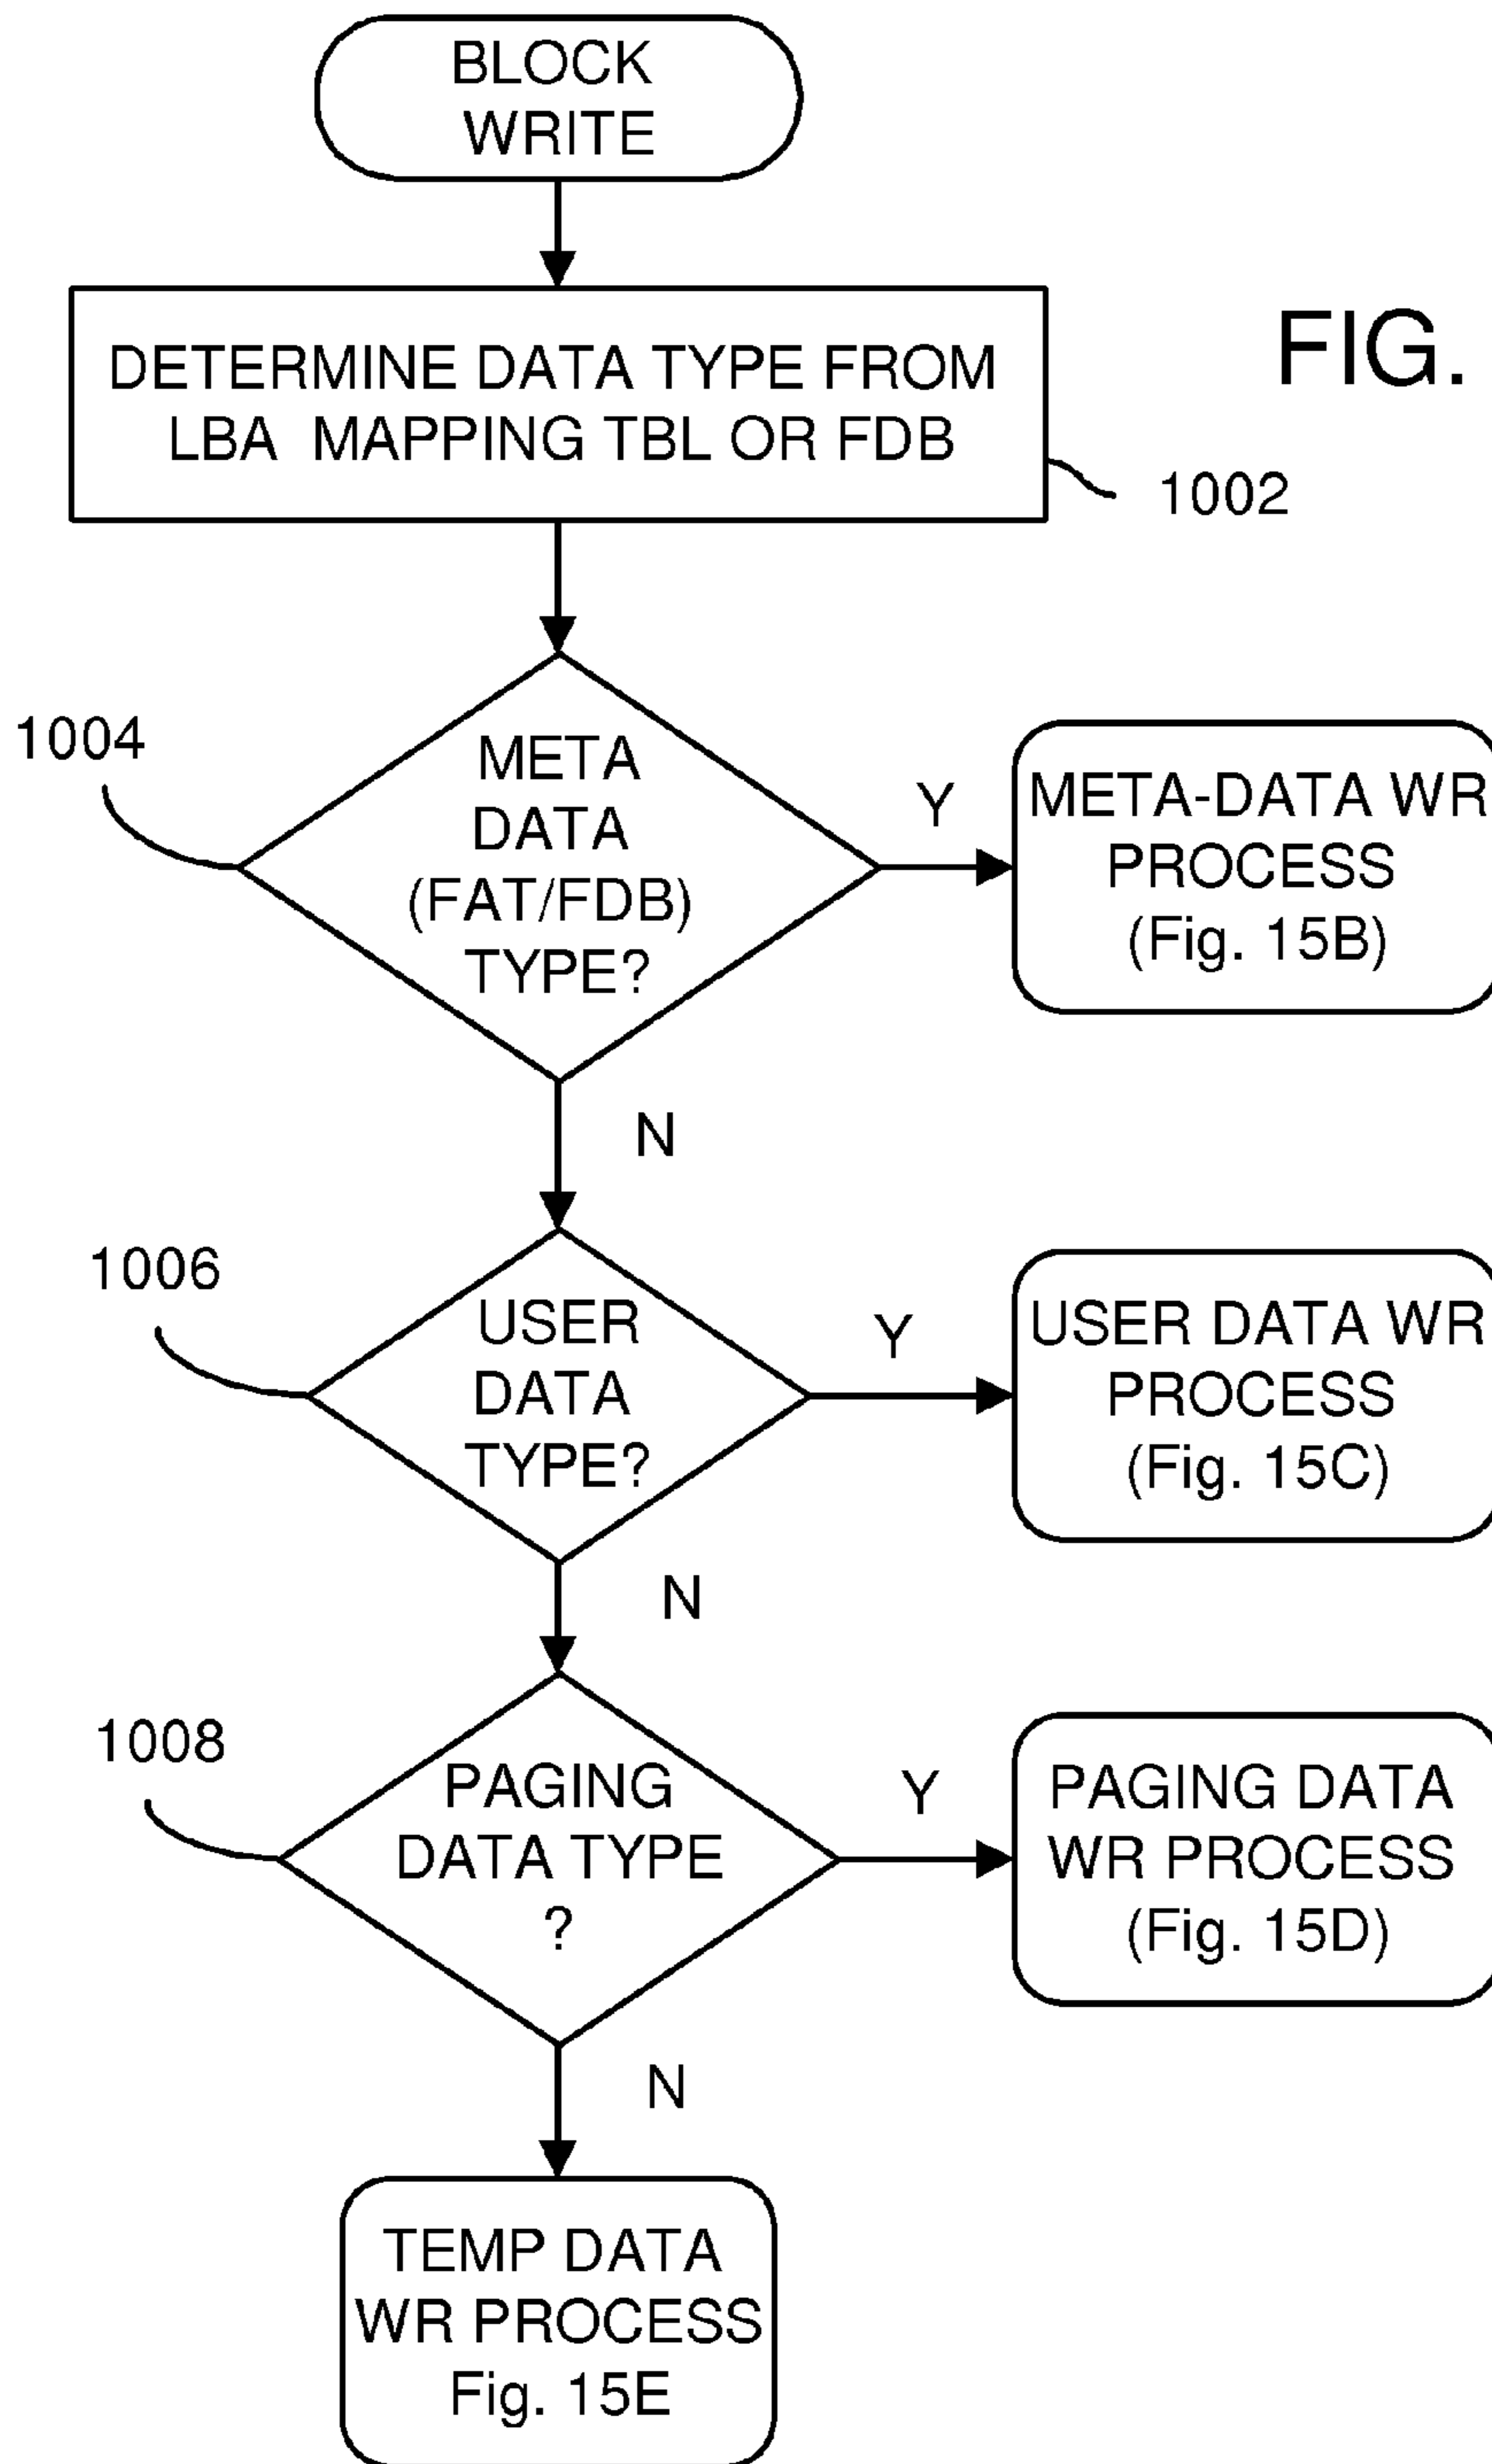 BLOCK
WRITE
DETERMINE DATA TYPE FROM
LBA MAPPING TBL OR FDB
FIG.
1002
1004
META
DATA
(FAT/FDB)
TYPE?
Y
META-DATA WR
PROCESS
(Fig. 15B)
N
1006
USER
DATA
TYPE?
Y
USER DATA WR
PROCESS
(Fig. 15C)
N
1008
PAGING
DATA TYPE
?
Y
PAGING DATA
WR PROCESS
(Fig. 15D)
N
TEMP DATA
WR PROCESS
Fig. 15E